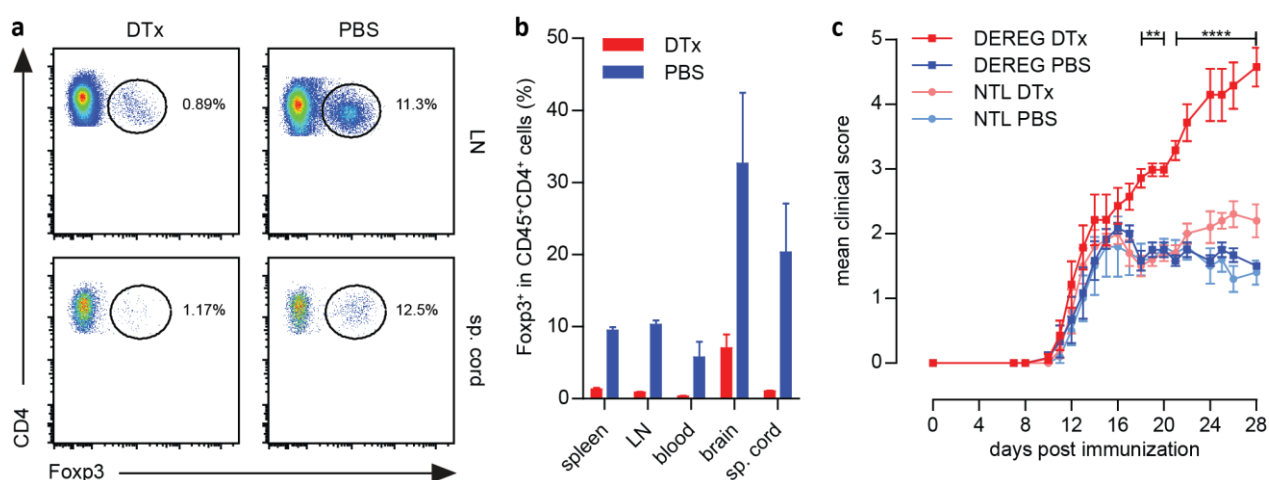 a
DTx
PBS
0.89%
11.3%
LN
1.17%
12.5%
sp. cord
CD4
Foxp3
b
DTx
PBS
Foxp3⁺ in CD45⁺CD4⁺ cells (%)
50
40
30
20
10
0
spleen
LN
blood
brain
sp. cord
c
DEREG DTx
DEREG PBS
NTL DTx
NTL PBS
**
****
mean clinical score
5
4
3
2
1
0
0 4 8 12 16 20 24 28
days post immunization